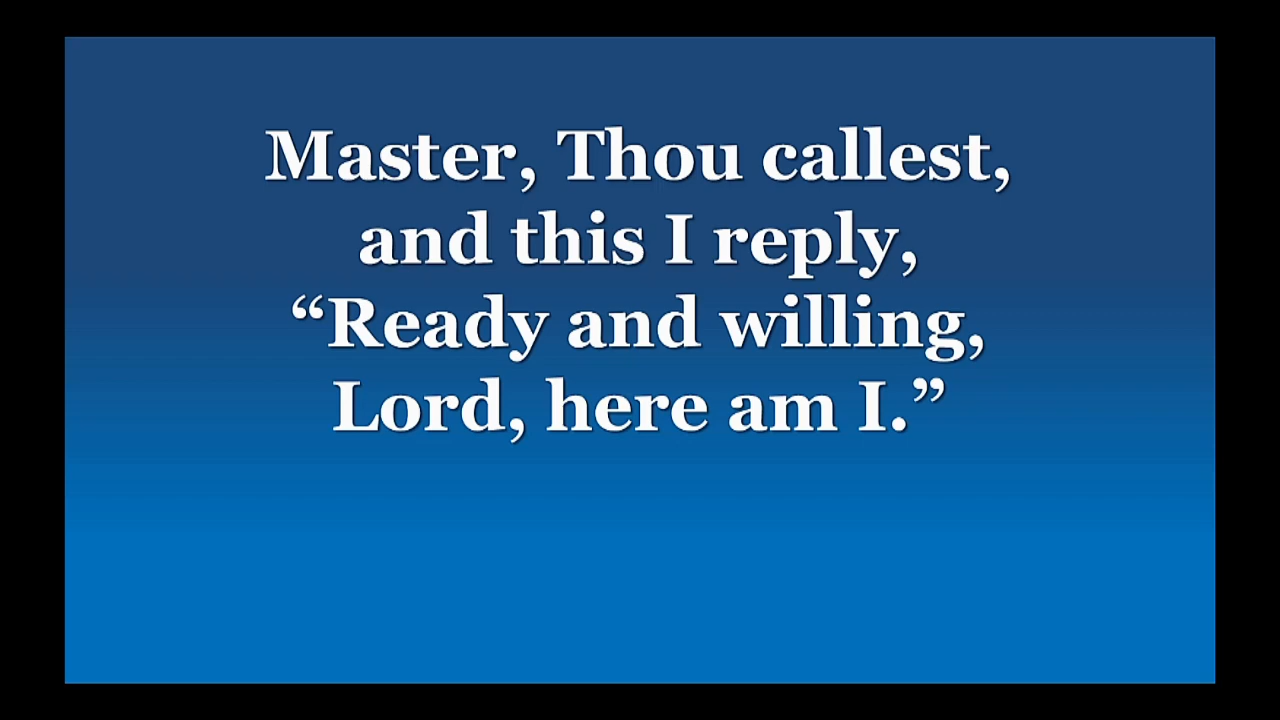 Master, Thou callest,
and this I reply,
“Ready and willing,
Lord, here am I.”